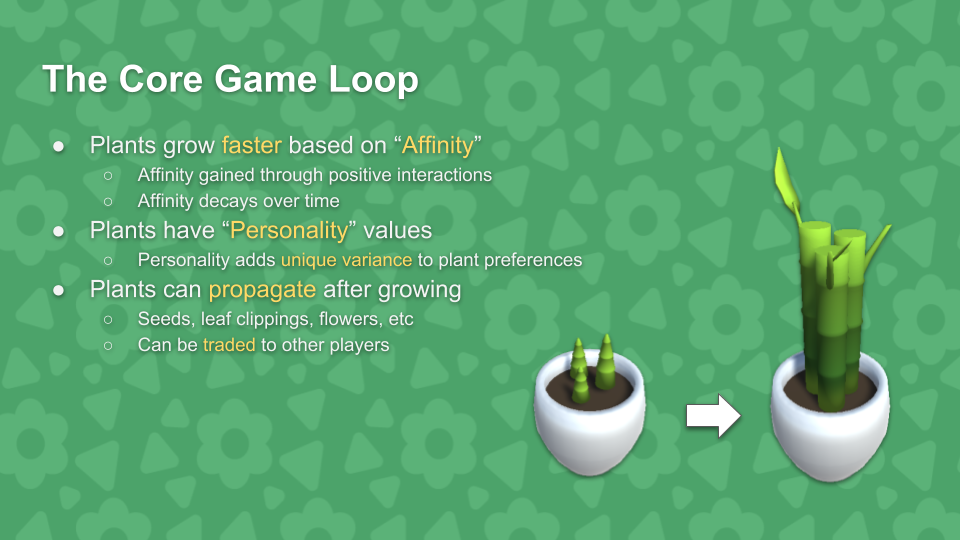 The Core Game Loop
● Plants grow faster based on “Affinity”
○ Affinity gained through positive interactions
○ Affinity decays over time
● Plants have “Personality” values
○ Personality adds unique variance to plant preferences
● Plants can propagate after growing
○ Seeds, leaf clippings, flowers, etc
○ Can be traded to other players